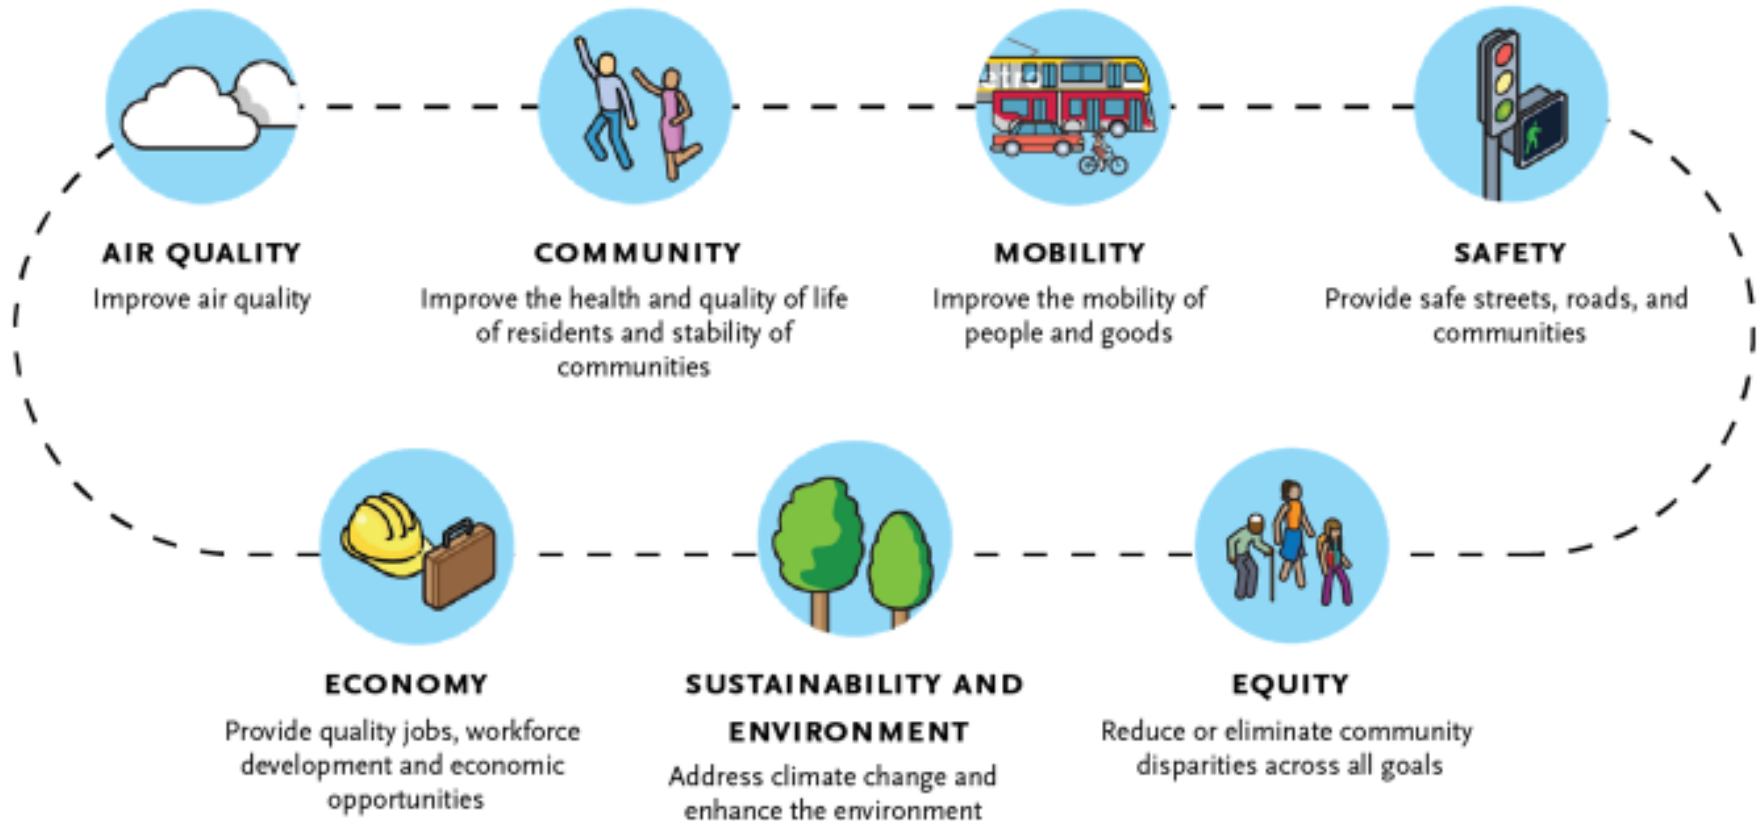 etro
AIR QUALITY
Improve air quality
COMMUNITY
Improve the health and quality of life
of residents and stability of
communities
MOBILITY
Improve the mobility of
people and goods
SAFETY
Provide safe streets, roads, and
communities
ECONOMY
Provide quality jobs, workforce
development and economic
opportunities
SUSTAINABILITY AND
ENVIRONMENT
Address climate change and
enhance the environment
EQUITY
Reduce or eliminate community
disparities across all goals